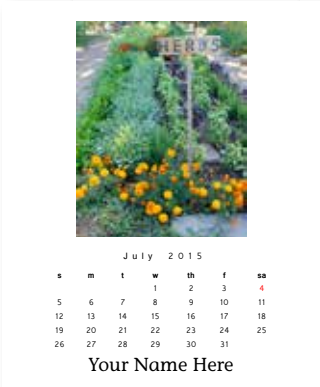 HERBS
July 2015
s m t w th f sa
1 2 3 4
5 6 7 8 9 10 11
12 13 14 15 16 17 18
19 20 21 22 23 24 25
26 27 28 29 30 31
Your Name Here